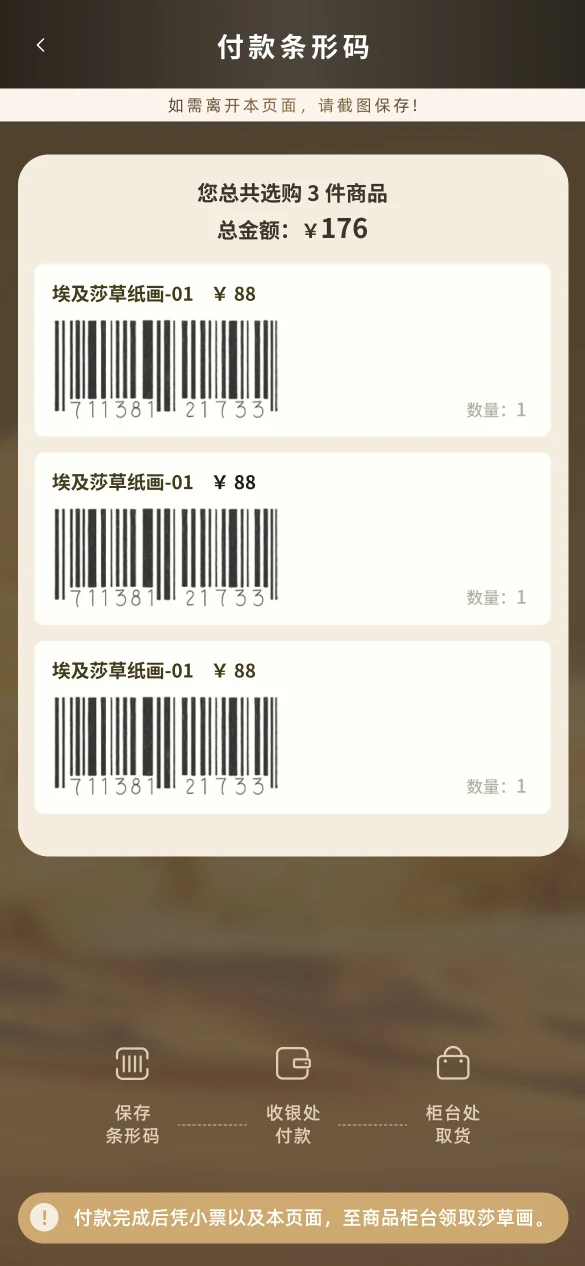 付款条形码
如需离开本页面，请截图保存！
您总共选购 3 件商品
总金额：￥176
埃及莎草纸画-01 ￥ 88
711381 21733
数量：1
埃及莎草纸画-01 ￥ 88
711381 21733
数量：1
埃及莎草纸画-01 ￥ 88
711381 21733
数量：1
保存
条形码
收银处
付款
柜台处
取货
付款完成后凭小票以及本页面，至商品柜台领取莎草画。